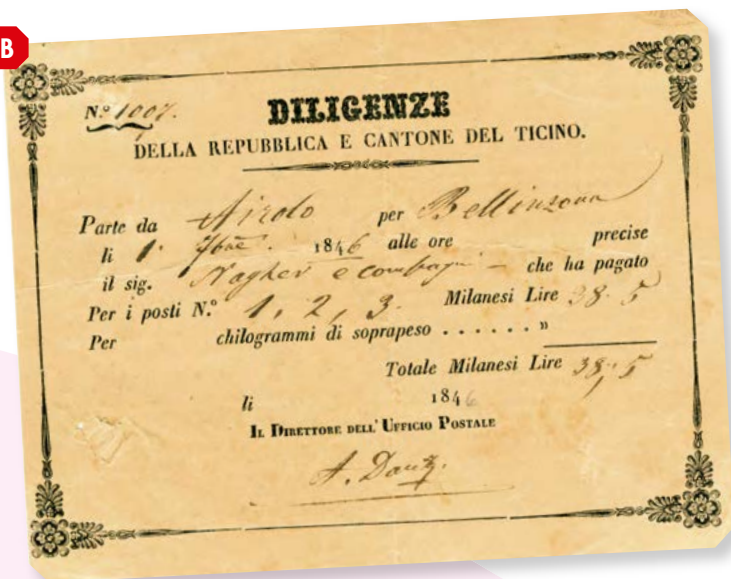 B
N.º 1007.
DILIGENZE
DELLA REPUBBLICA E CANTONE DEL TICINO.
Parte da Airolo per Bellinzona
li 1. 7bre. 1846 alle ore precise
il sig. e compagni — che ha pagato
Per i posti N.º 1, 2, 3. Milanesi Lire 38. 5
Per chilogrammi di soprapeso . . . . . . »
Totale Milanesi Lire 38. 5
li 1846
IL DIRETTORE DELL' UFFICIO POSTALE